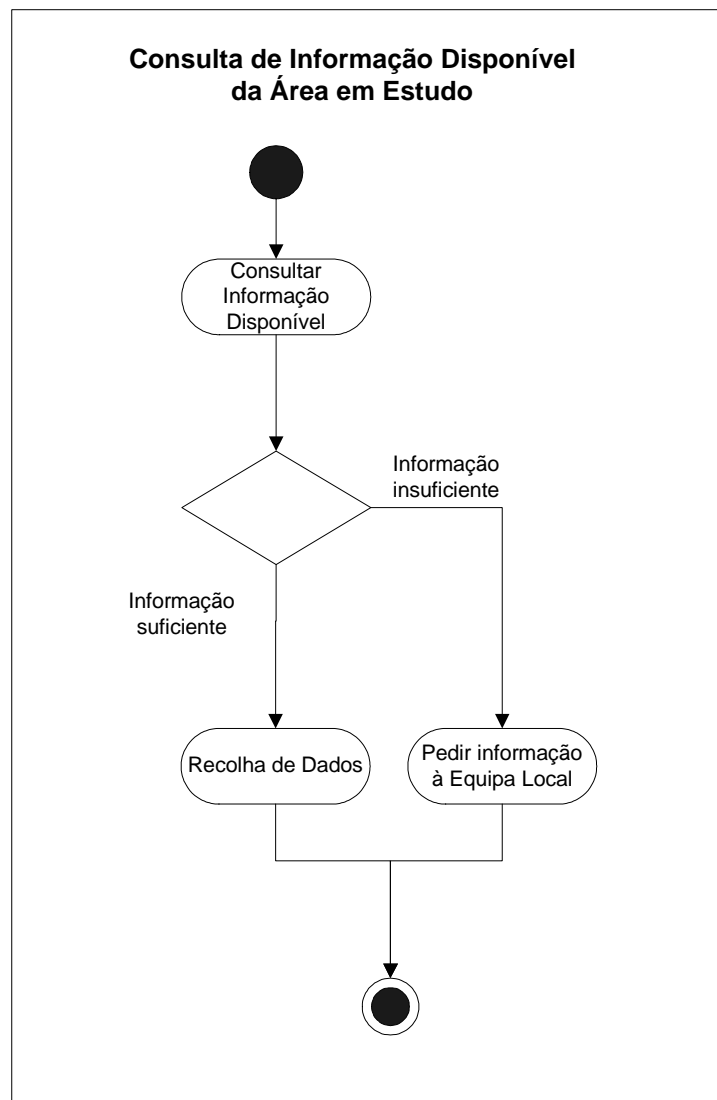 Consulta de Informação Disponível
da Área em Estudo
Consultar
Informação
Disponível
Informação
insuficiente
Informação
suficiente
Recolha de Dados
Pedir informação
à Equipa Local